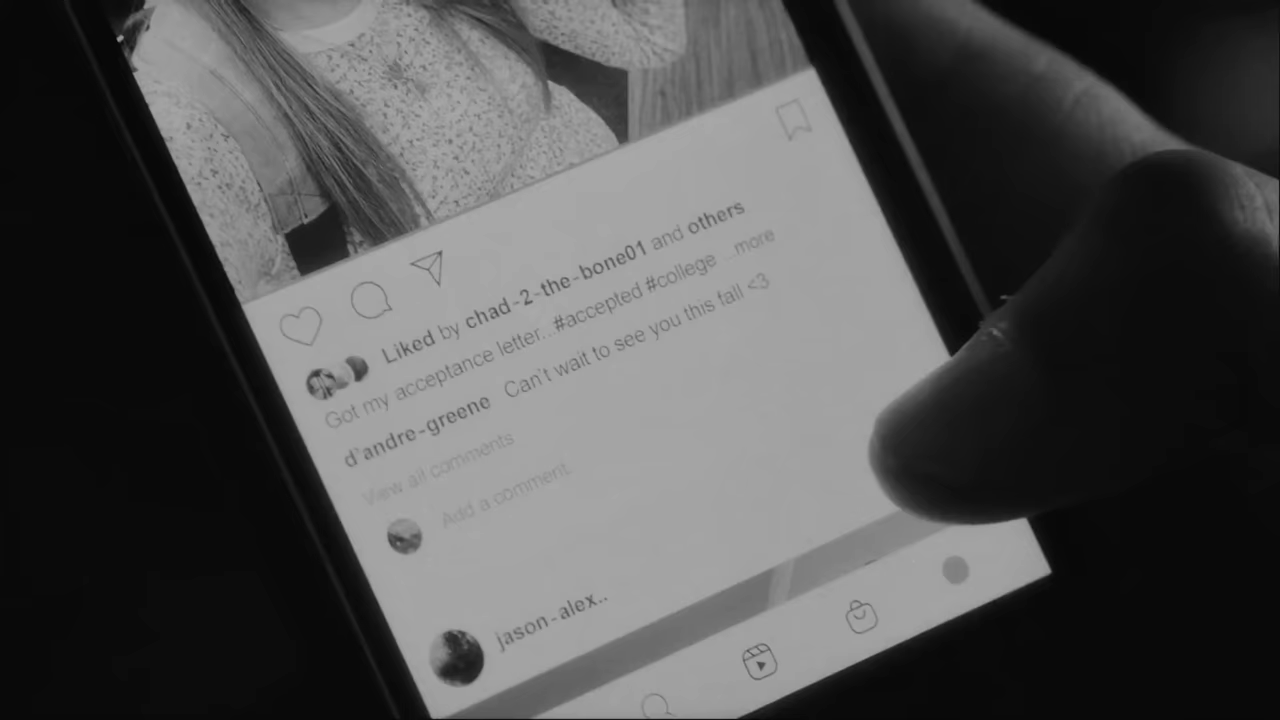 Liked by chad-2-the-bone01 and others
Got my acceptance letter...#accepted #college ...more
d'andre-greene Can't wait to see you this fall <3
View all comments
Add a comment.
jason-alex..